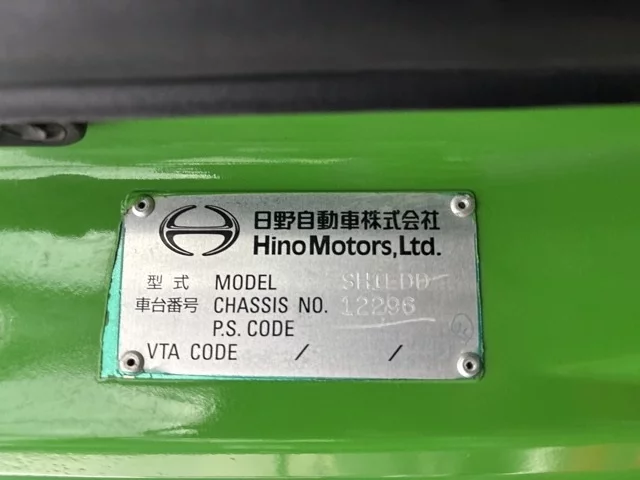 日野自動車株式会社
Hino Motors, Ltd.
型式 MODEL SH1EDD
車台番号 CHASSIS NO. 12296
P.S. CODE
VTA CODE / /